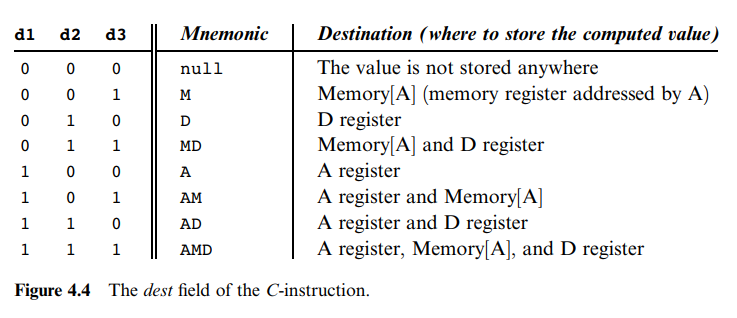 d1 d2 d3 Mnemonic Destination (where to store the computed value)
0 0 0 null The value is not stored anywhere
0 0 1 M Memory[A] (memory register addressed by A)
0 1 0 D D register
0 1 1 MD Memory[A] and D register
1 0 0 A A register
1 0 1 AM A register and Memory[A]
1 1 0 AD A register and D register
1 1 1 AMD A register, Memory[A], and D register
Figure 4.4 The dest field of the C-instruction.